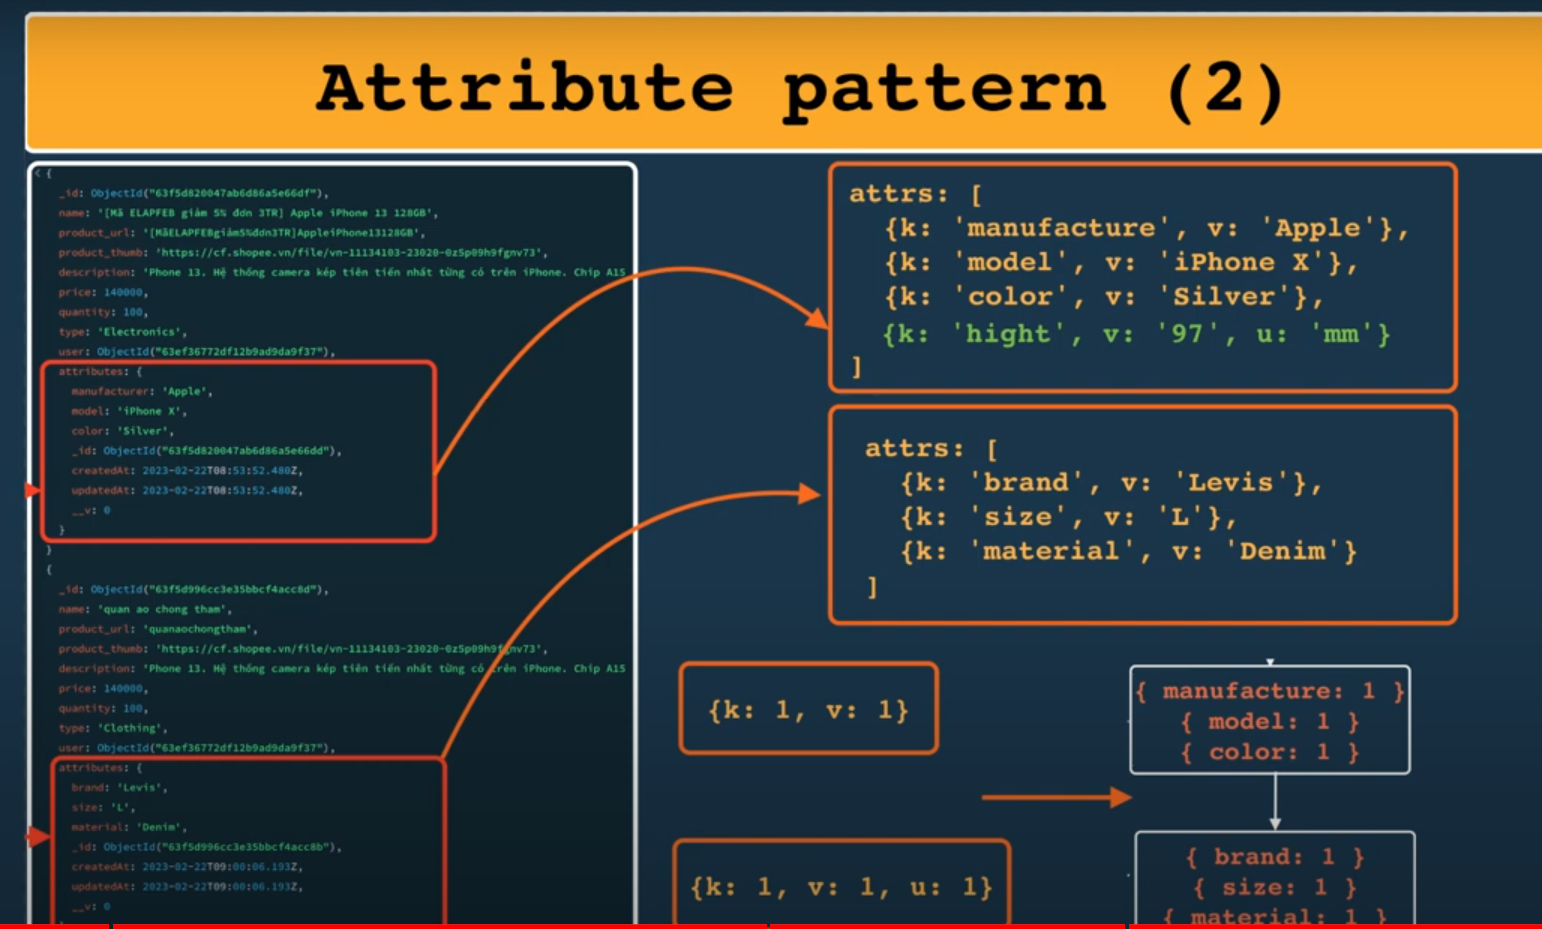 Attribute pattern (2)
{
_id: ObjectId("63f5d820047ab6d86a5e66df"),
name: '[Mã ELAPFEB giảm 5% đơn 3TR] Apple iPhone 13 128GB',
product_url: '[MãELAPFEBgiảm5%đơn3TR]AppleiPhone13128GB',
product_thumb: 'https://cf.shopee.vn/file/vn-11134103-23020-0z5p09h9fgnv73',
description: 'Phone 13. Hệ thống camera kép tiên tiến nhất từng có trên iPhone. Chip A15
price: 140000,
quantity: 100,
type: 'Electronics',
user: ObjectId("63ef36772df12b9ad9da9f37"),
attributes: {
manufacturer: 'Apple',
model: 'iPhone X',
color: 'Silver',
_id: ObjectId("63f5d820047ab6d86a5e66dd"),
createdAt: 2023-02-22T08:53:52.480Z,
updatedAt: 2023-02-22T08:53:52.480Z,
__v: 0
}
}
{
_id: ObjectId("63f5d996cc3e35bbcf4acc8d"),
name: 'quan ao chong tham',
product_url: 'quanaochongtham',
product_thumb: 'https://cf.shopee.vn/file/vn-11134103-23020-0z5p09h9fgnv73',
description: 'Phone 13. Hệ thống camera kép tiên tiến nhất từng có trên iPhone. Chip A15
price: 140000,
quantity: 100,
type: 'Clothing',
user: ObjectId("63ef36772df12b9ad9da9f37"),
attributes: {
brand: 'Levis',
size: 'L',
material: 'Denim',
_id: ObjectId("63f5d996cc3e35bbcf4acc8b"),
createdAt: 2023-02-22T09:00:06.193Z,
updatedAt: 2023-02-22T09:00:06.193Z,
__v: 0
attrs: [
{k: 'manufacture', v: 'Apple'},
{k: 'model', v: 'iPhone X'},
{k: 'color', v: 'Silver'},
{k: 'hight', v: '97', u: 'mm'}
]
attrs: [
{k: 'brand', v: 'Levis'},
{k: 'size', v: 'L'},
{k: 'material', v: 'Denim'}
]
{k: 1, v: 1}
{k: 1, v: 1, u: 1}
{ manufacture: 1 }
{ model: 1 }
{ color: 1 }
{ brand: 1 }
{ size: 1 }
{ material: 1 }